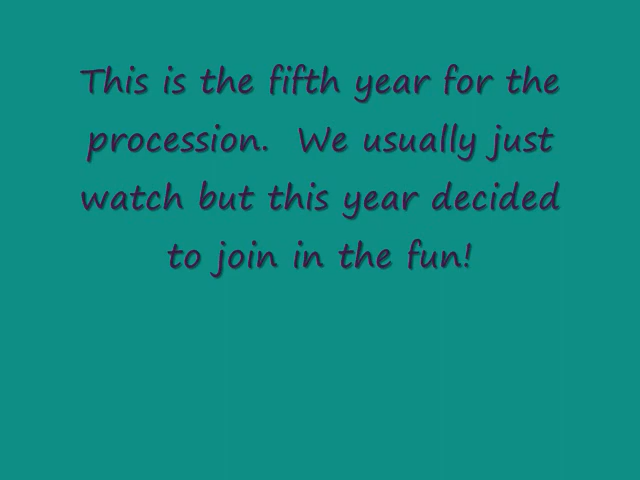 This is the fifth year for the
procession.  We usually just
watch but this year decided
to join in the fun!